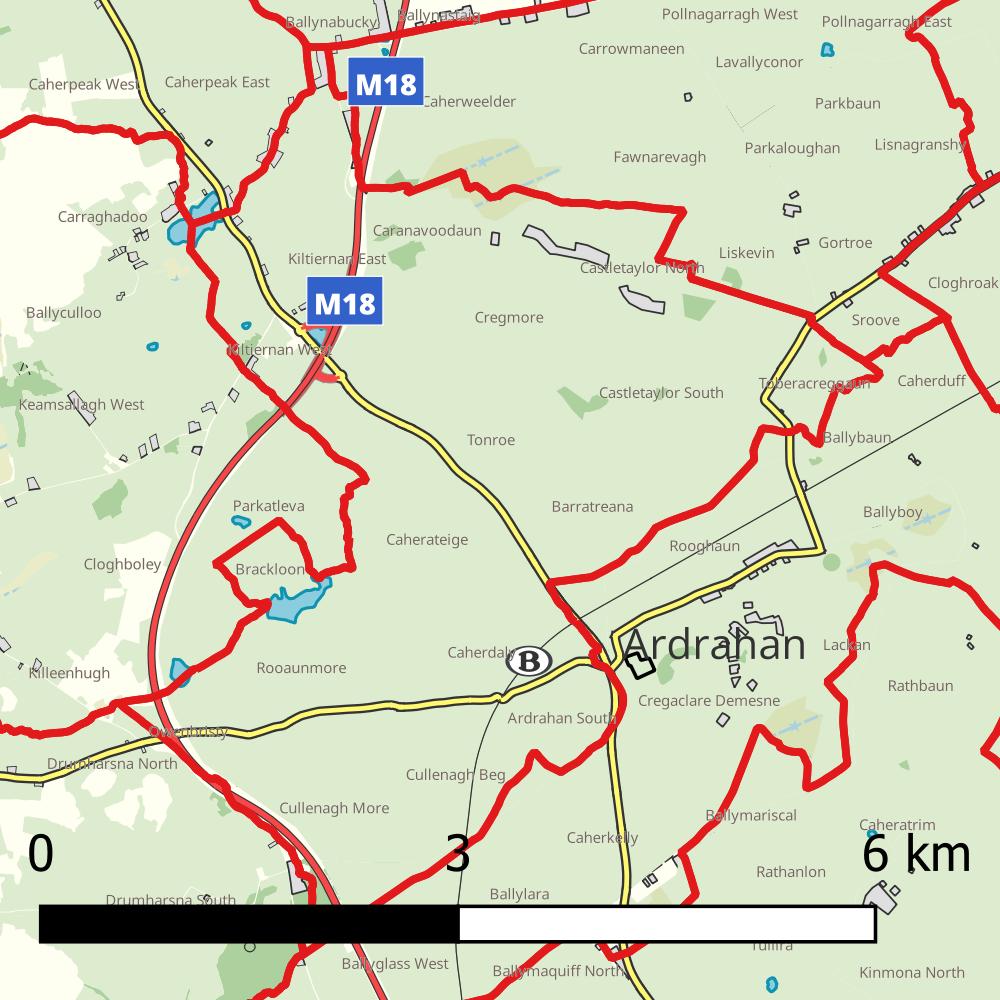 Ballynabucky
Ballynastaig
Pollnagarragh West
Pollnagarragh East
Carrowmaneen
Lavallyconor
Caherpeak West
Caherpeak East
M18
Caherweelder
Parkbaun
Fawnarevagh
Parkaloughan
Lisnagranshy
Carraghadoo
Caranavoodaun
Kiltiernan East
Castletaylor North
Liskevin
Gortroe
Cloghroak
Ballyculloo
M18
Cregmore
Sroove
Kiltiernan West
Keamsallagh West
Castletaylor South
Toberacreggaun
Caherduff
Tonroe
Ballybaun
Parkatleva
Barratreana
Ballyboy
Caherateige
Rooghaun
Cloghboley
Brackloon
Killeenhugh
Rooaunmore
Caherdaly
B
Ardrahan
Lackan
Rathbaun
Cregaclare Demesne
Ardrahan South
Owenbristy
Drumharsna North
Cullenagh Beg
Cullenagh More
Ballymariscal
Caherkelly
Caheratrim
0 3 6 km
Rathanlon
Ballylara
Drumharsna South
Tullira
Ballyglass West
Ballymaquiff North
Kinmona North